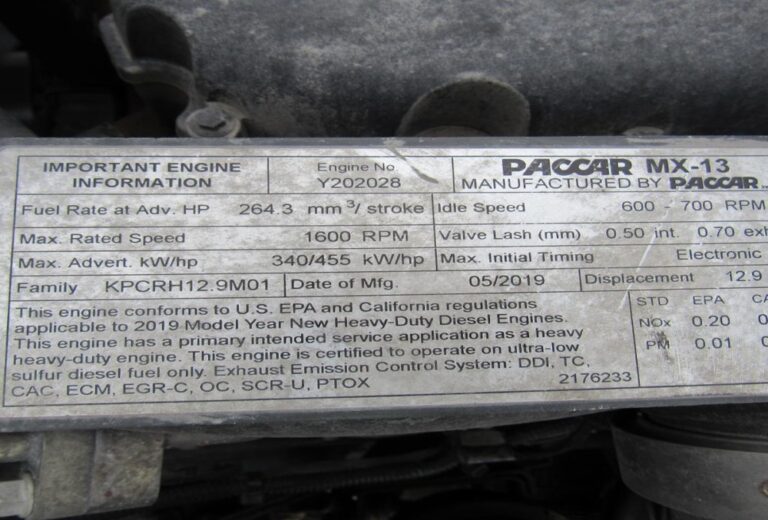 IMPORTANT ENGINE INFORMATION
Engine No. Y202028
PACCAR MX-13
MANUFACTURED BY PACCAR
Fuel Rate at Adv. HP 264.3 mm³/ stroke
Idle Speed 600 - 700 RPM
Max. Rated Speed 1600 RPM
Valve Lash (mm) 0.50 int. 0.70 exh
Max. Advert. kW/hp 340/455 kW/hp
Max. Initial Timing Electronic
Family KPCRH12.9M01
Date of Mfg. 05/2019
Displacement 12.9
This engine conforms to U.S. EPA and California regulations
applicable to 2019 Model Year New Heavy-Duty Diesel Engines.
This engine has a primary intended service application as a heavy
heavy-duty engine. This engine is certified to operate on ultra-low
sulfur diesel fuel only. Exhaust Emission Control System: DDI, TC,
CAC, ECM, EGR-C, OC, SCR-U, PTOX
2176233
STD EPA CA
NOx 0.20 0
PM 0.01 0